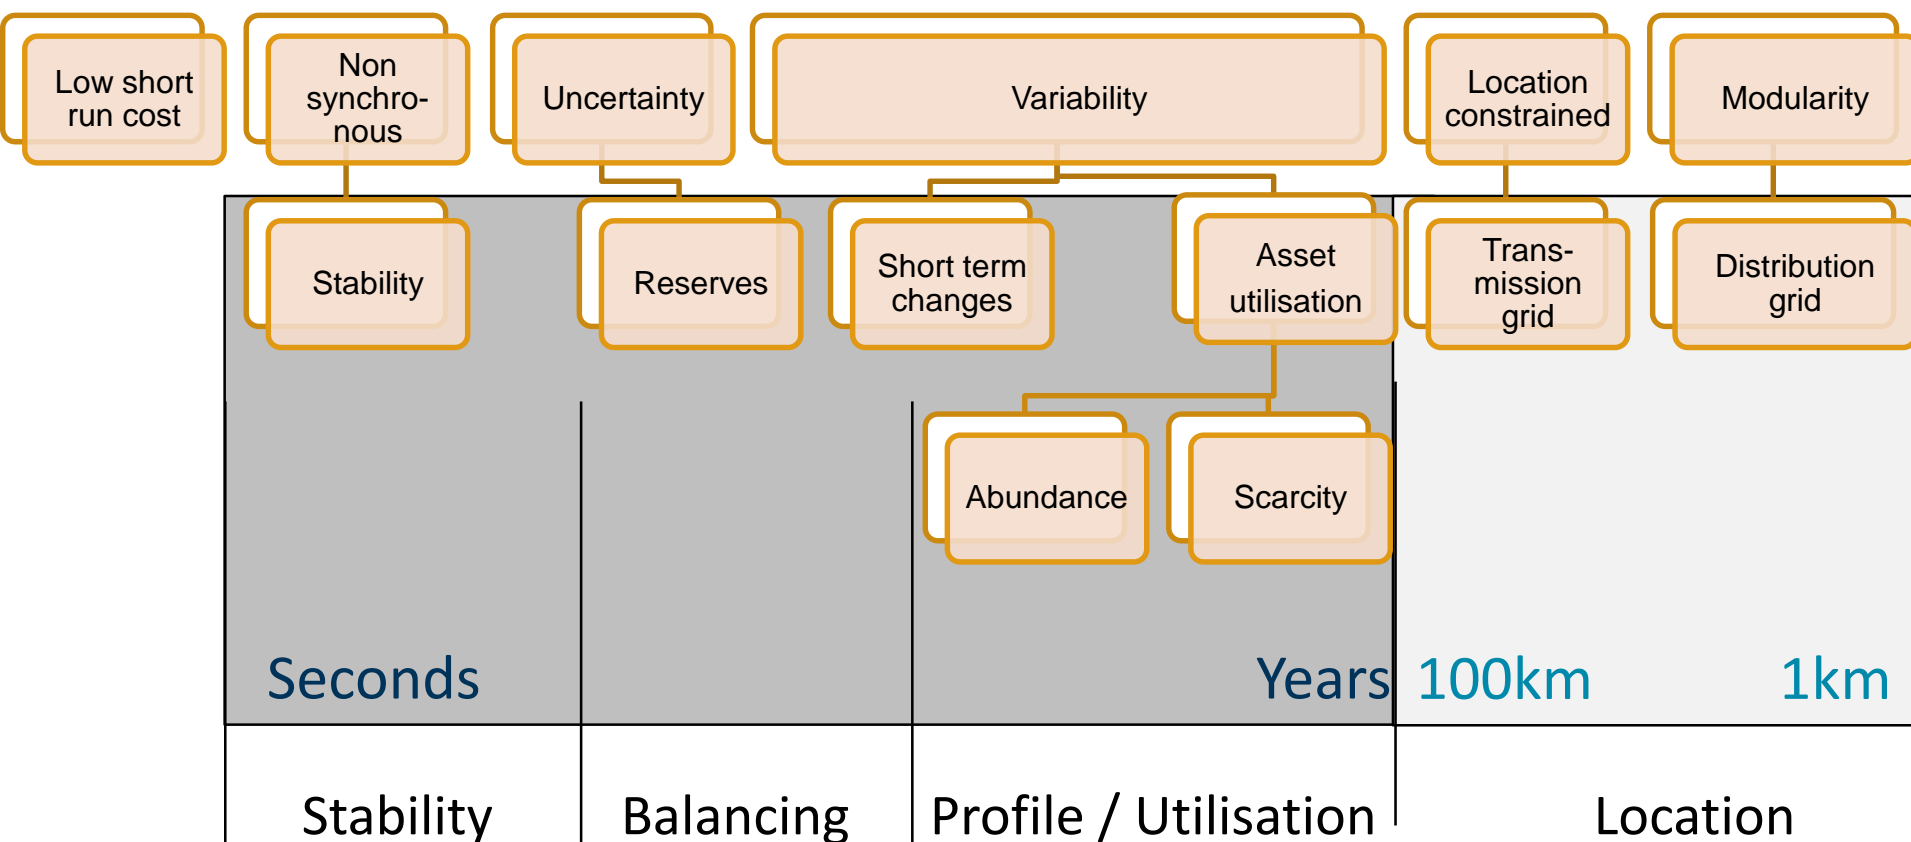 Low short
run cost
Non
synchro-
nous
Uncertainty
Variability
Location
constrained
Modularity
Stability
Reserves
Short term
changes
Asset
utilisation
Trans-
mission
grid
Distribution
grid
Abundance
Scarcity
Seconds
Years
100km
1km
Stability
Balancing
Profile / Utilisation
Location